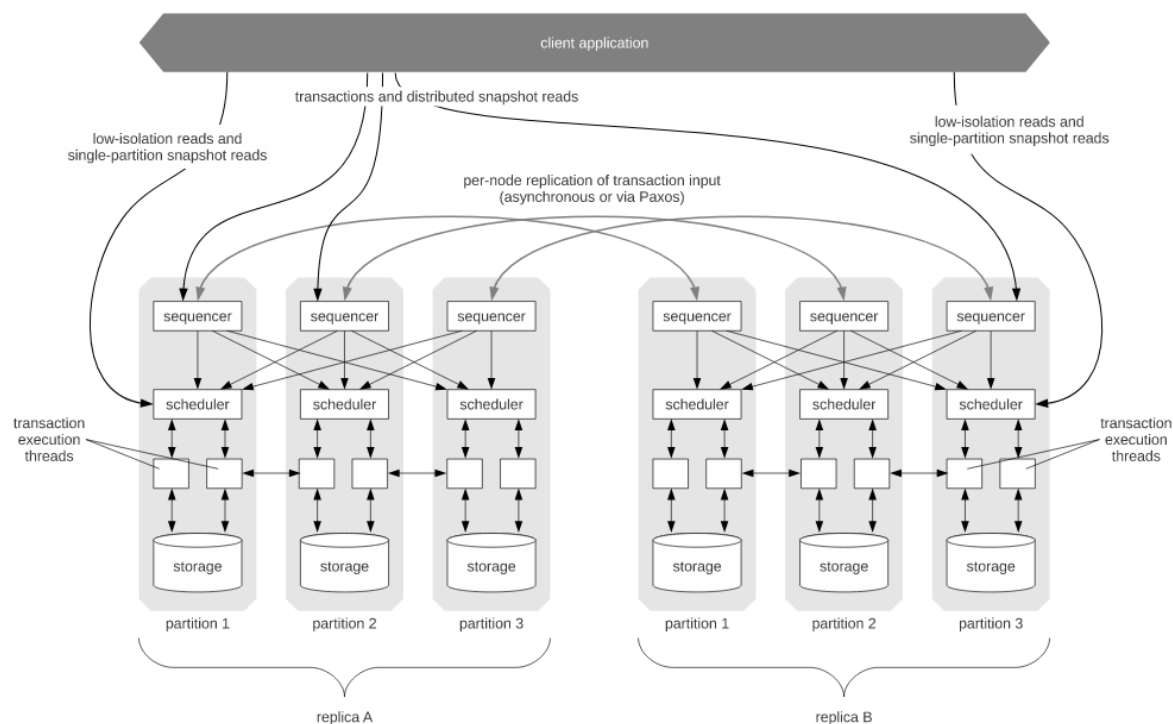 client application
transactions and distributed snapshot reads
low-isolation reads and
single-partition snapshot reads
low-isolation reads and
single-partition snapshot reads
per-node replication of transaction input
(asynchronous or via Paxos)
sequencer
sequencer
sequencer
sequencer
sequencer
sequencer
scheduler
scheduler
scheduler
scheduler
scheduler
scheduler
transaction
execution
threads
transaction
execution
threads
storage
storage
storage
storage
storage
storage
partition 1
partition 2
partition 3
partition 1
partition 2
partition 3
replica A
replica B